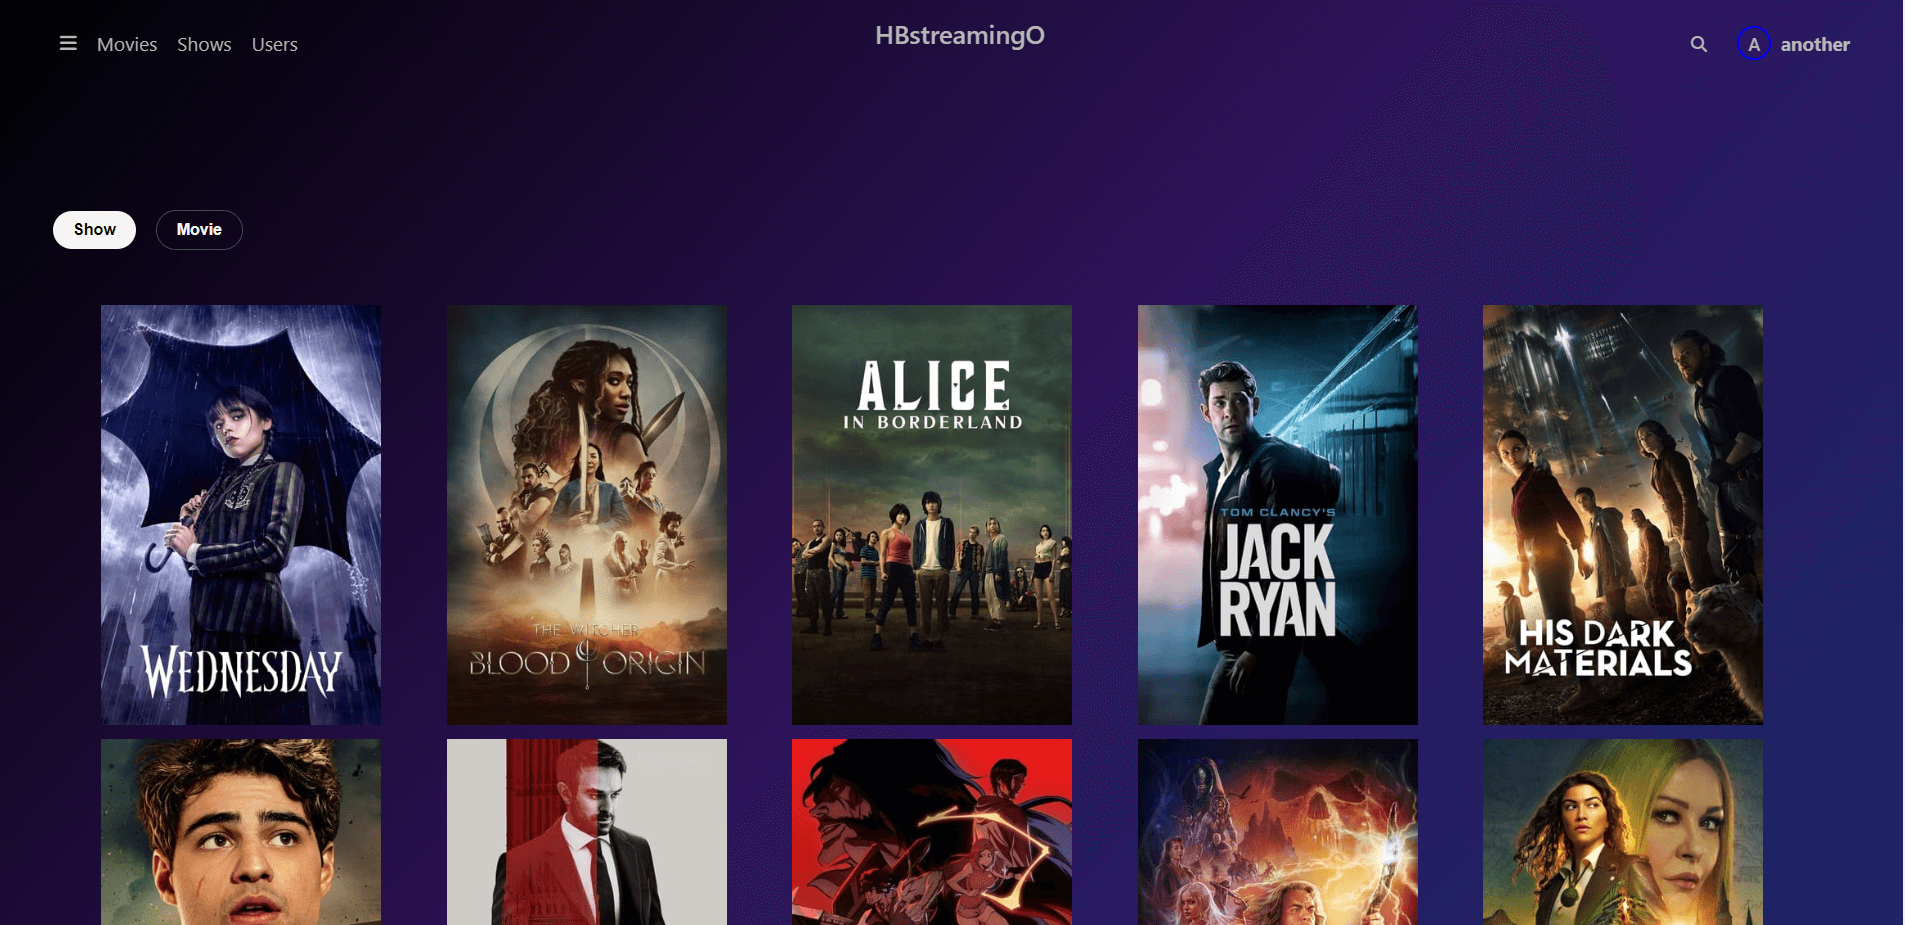 Movies Shows Users
HBstreamingO
A another
Show Movie
WEDNESDAY
THE WITCHER
BLOOD ORIGIN
ALICE
IN BORDERLAND
TOM CLANCY'S
JACK
RYAN
HIS DARK
MATERIALS